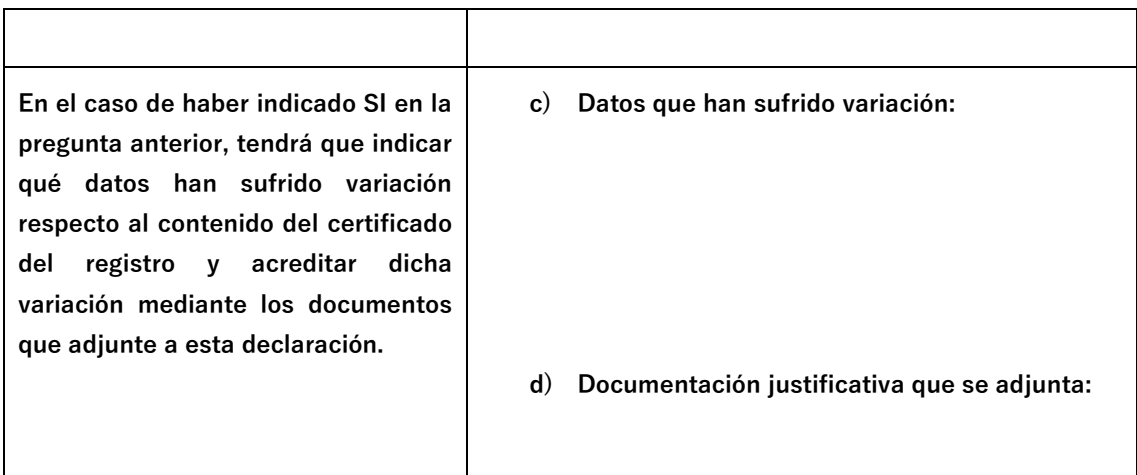 En el caso de haber indicado SI en la
pregunta anterior, tendrá que indicar
qué datos han sufrido variación
respecto al contenido del certificado
del registro y acreditar dicha
variación mediante los documentos
que adjunte a esta declaración.
c) Datos que han sufrido variación:
d) Documentación justificativa que se adjunta: